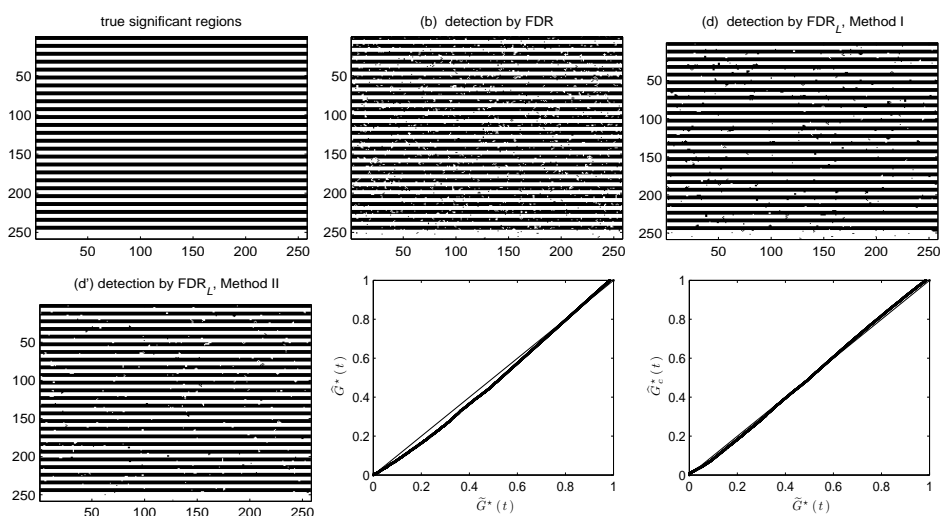 true significant regions
50
100
150
200
250
50 100 150 200 250
(b) detection by FDR
50
100
150
200
250
50 100 150 200 250
(d) detection by FDR_L, Method I
50
100
150
200
250
50 100 150 200 250
(d') detection by FDR_L, Method II
50
100
150
200
250
50 100 150 200 250
1
0.8
0.6
0.4
0.2
0
0 0.2 0.4 0.6 0.8 1
Ĝ⋆(t)
G̃⋆(t)
1
0.8
0.6
0.4
0.2
0
0 0.2 0.4 0.6 0.8 1
Ĝ⋆_c(t)
G̃⋆(t)